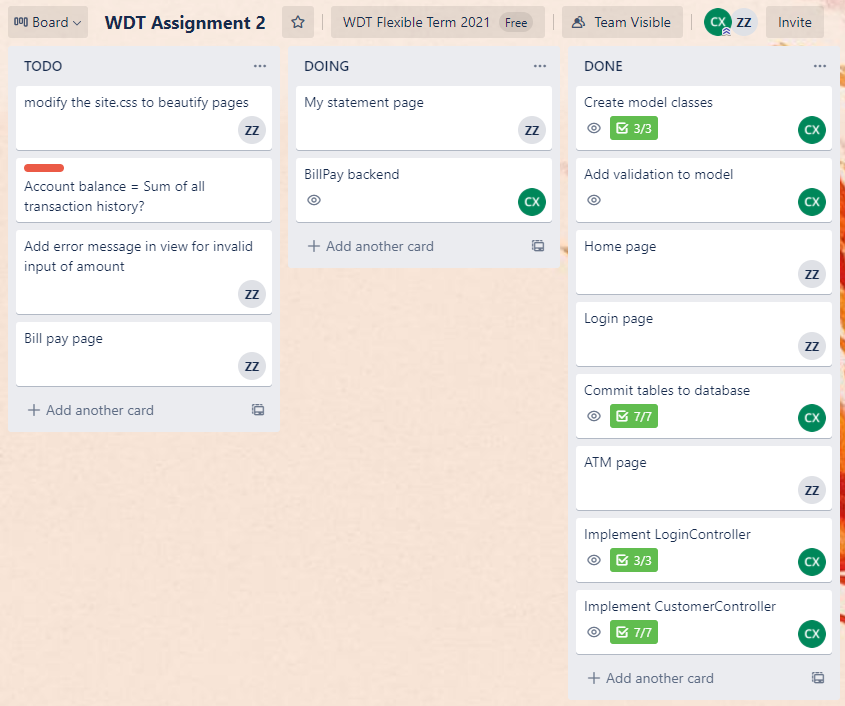 Board
WDT Assignment 2
WDT Flexible Term 2021 Free
Team Visible
CX ZZ
Invite
TODO
modify the site.css to beautify pages
ZZ
Account balance = Sum of all
transaction history?
Add error message in view for invalid
input of amount
ZZ
Bill pay page
ZZ
Add another card
DOING
My statement page
ZZ
BillPay backend
CX
Add another card
DONE
Create model classes
3/3
CX
Add validation to model
CX
Home page
ZZ
Login page
ZZ
Commit tables to database
7/7
CX
ATM page
ZZ
Implement LoginController
3/3
CX
Implement CustomerController
7/7
CX
Add another card